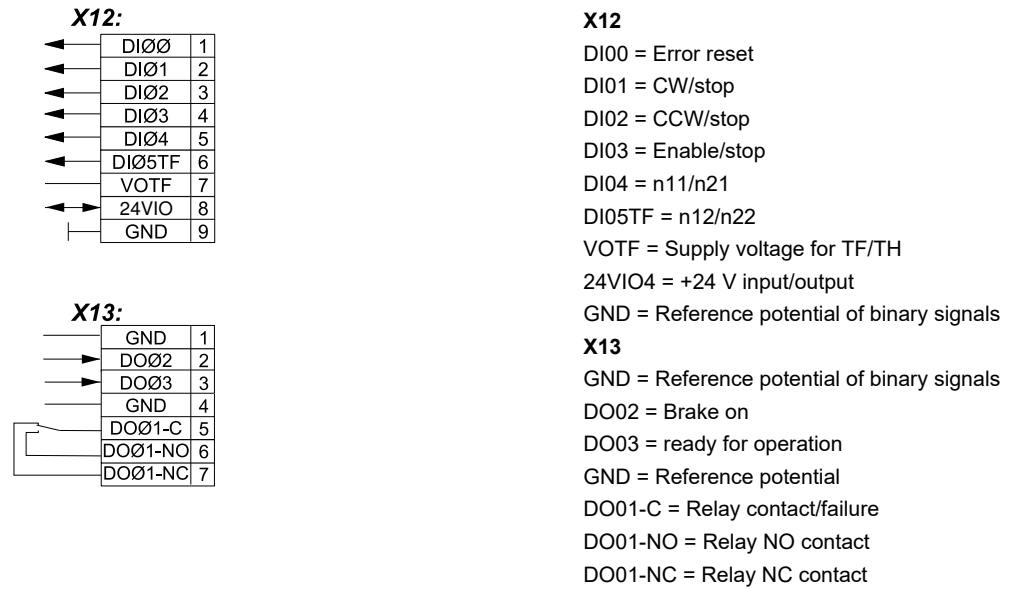 X12:
DIØØ 1
DIØ1 2
DIØ2 3
DIØ3 4
DIØ4 5
DIØ5TF 6
VOTF 7
24VIO 8
GND 9
X13:
GND 1
DOØ2 2
DOØ3 3
GND 4
DOØ1-C 5
DOØ1-NO 6
DOØ1-NC 7
X12
DI00 = Error reset
DI01 = CW/stop
DI02 = CCW/stop
DI03 = Enable/stop
DI04 = n11/n21
DI05TF = n12/n22
VOTF = Supply voltage for TF/TH
24VIO4 = +24 V input/output
GND = Reference potential of binary signals
X13
GND = Reference potential of binary signals
DO02 = Brake on
DO03 = ready for operation
GND = Reference potential
DO01-C = Relay contact/failure
DO01-NO = Relay NO contact
DO01-NC = Relay NC contact